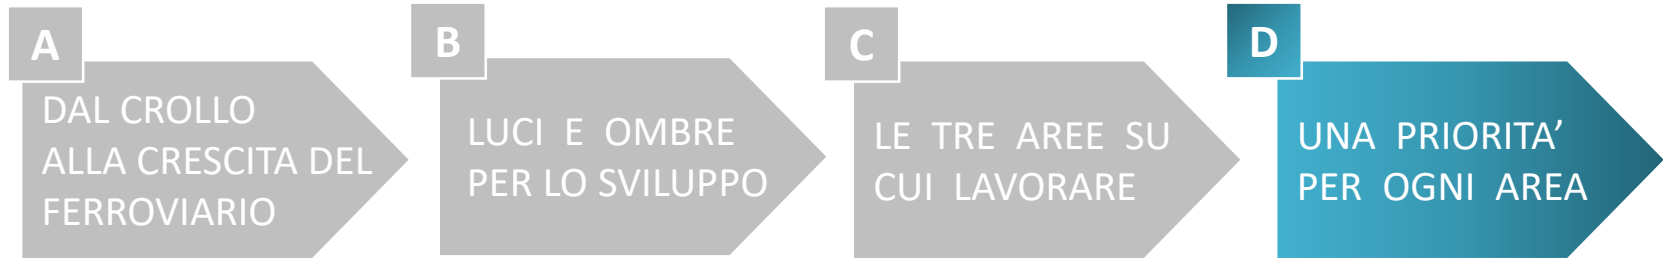 A
DAL CROLLO
ALLA CRESCITA DEL
FERROVIARIO
B
LUCI E OMBRE
PER LO SVILUPPO
C
LE TRE AREE SU
CUI LAVORARE
D
UNA PRIORITA’
PER OGNI AREA